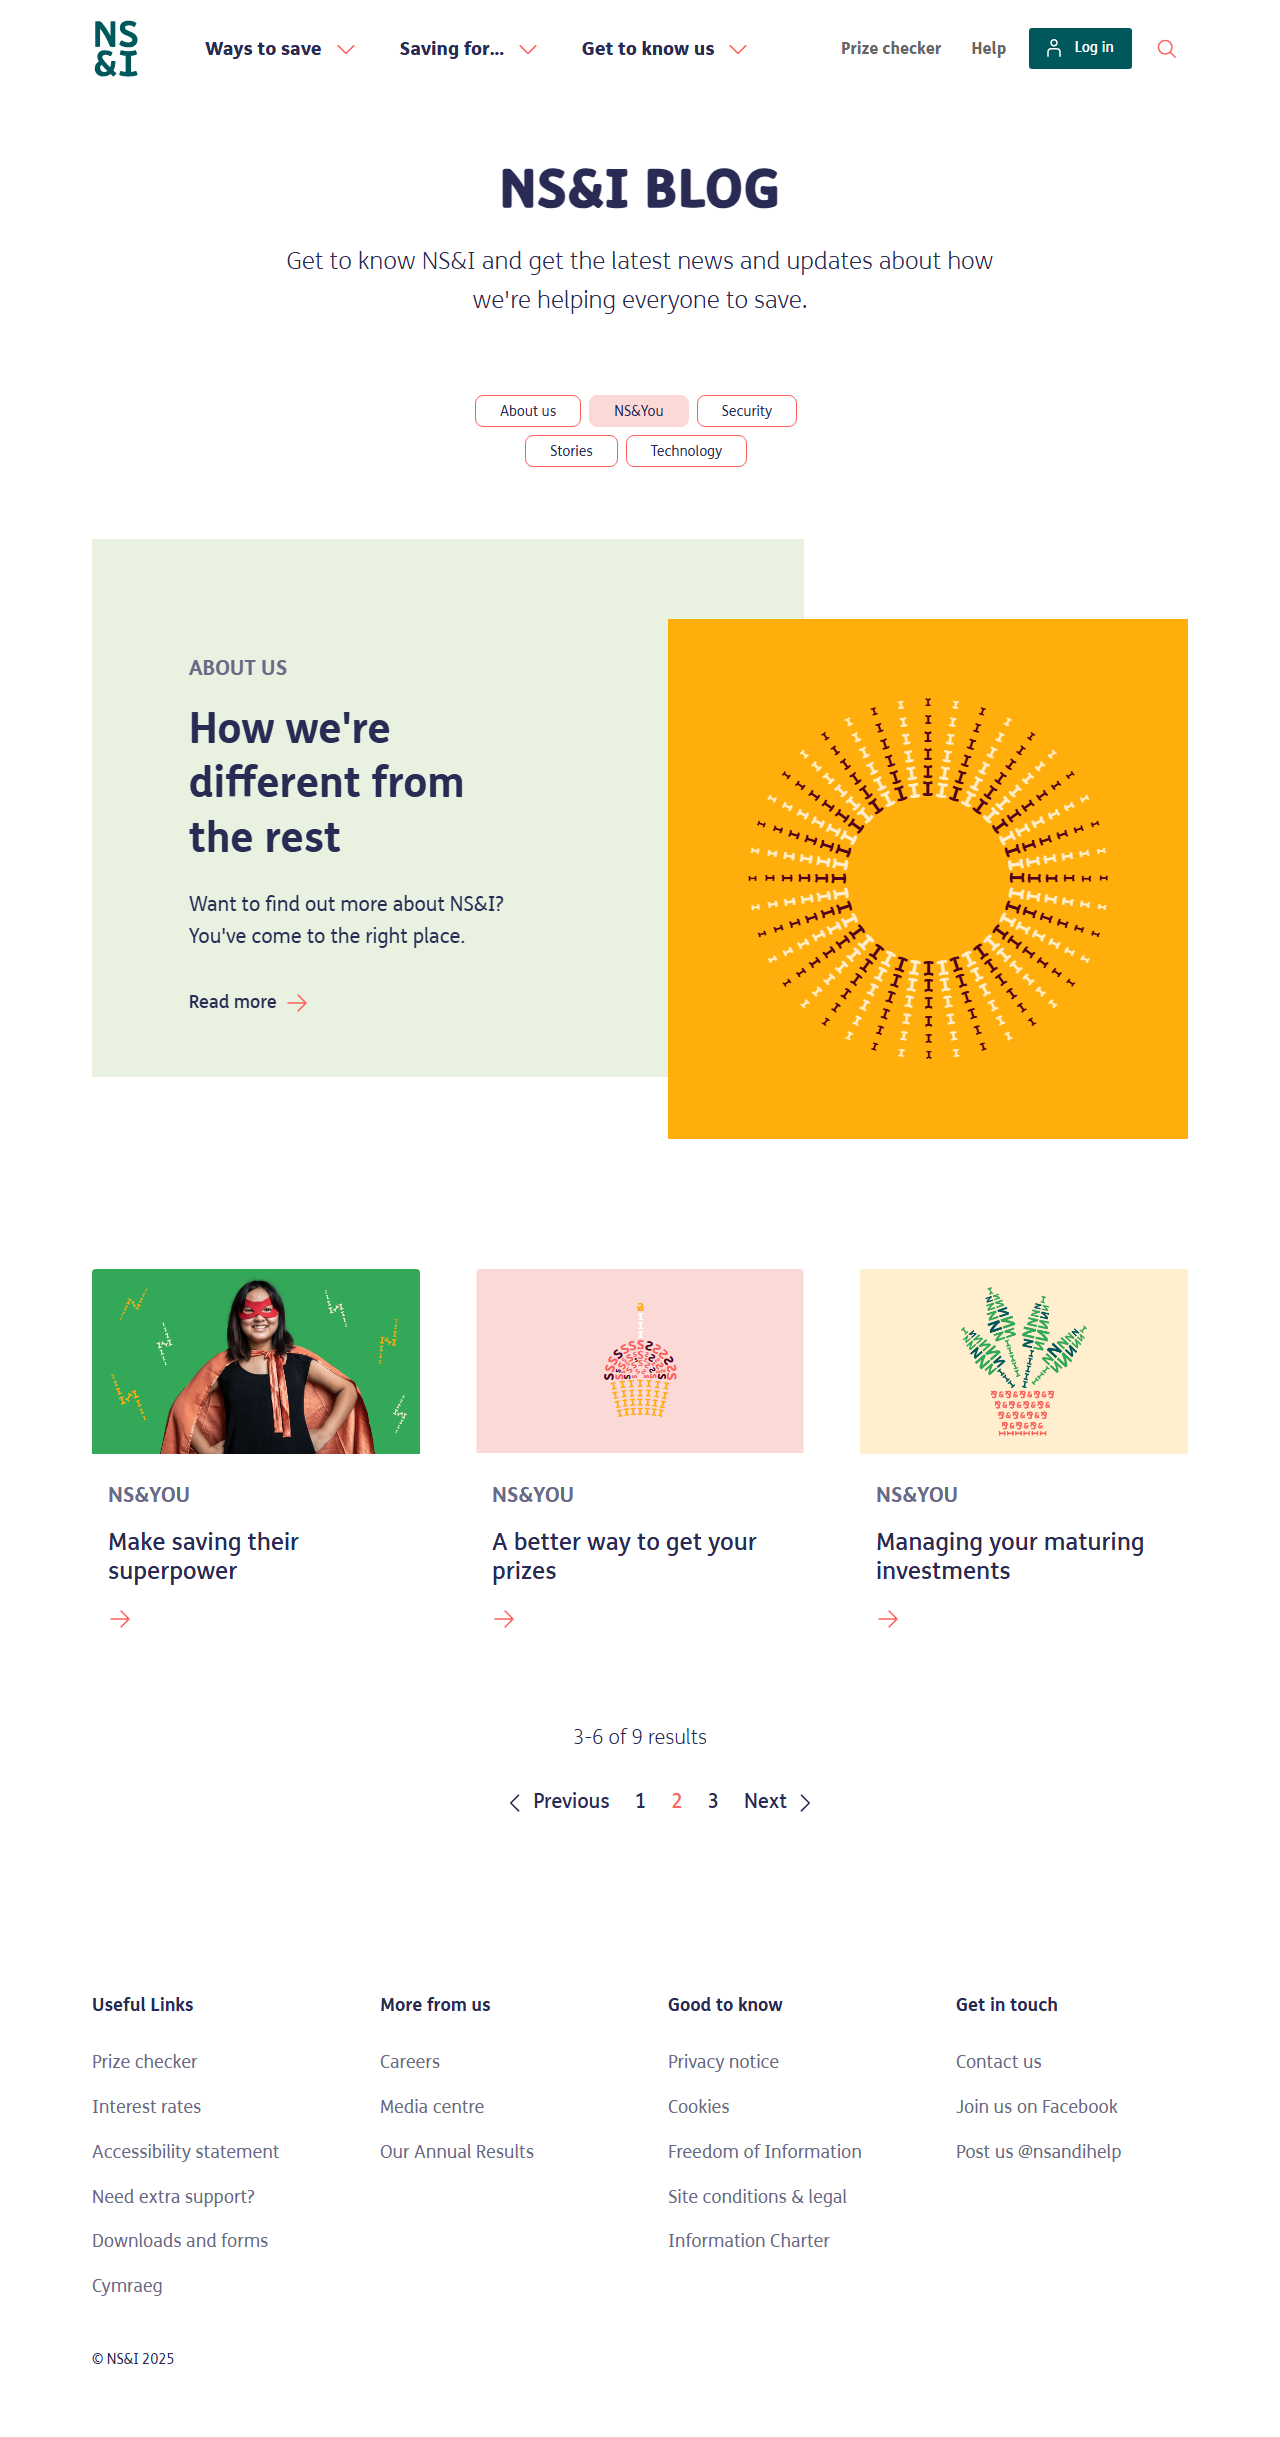 NS
&I
Ways to save
Saving for...
Get to know us
Prize checker
Help
Log in
NS&I BLOG
Get to know NS&I and get the latest news and updates about how
we're helping everyone to save.
About us
NS&You
Security
Stories
Technology
ABOUT US
How we're
different from
the rest
Want to find out more about NS&I?
You've come to the right place.
Read more
NS&YOU
Make saving their
superpower
NS&YOU
A better way to get your
prizes
NS&YOU
Managing your maturing
investments
3-6 of 9 results
Previous 1 2 3 Next
Useful Links
Prize checker
Interest rates
Accessibility statement
Need extra support?
Downloads and forms
Cymraeg
More from us
Careers
Media centre
Our Annual Results
Good to know
Privacy notice
Cookies
Freedom of Information
Site conditions & legal
Information Charter
Get in touch
Contact us
Join us on Facebook
Post us @nsandihelp
© NS&I 2025